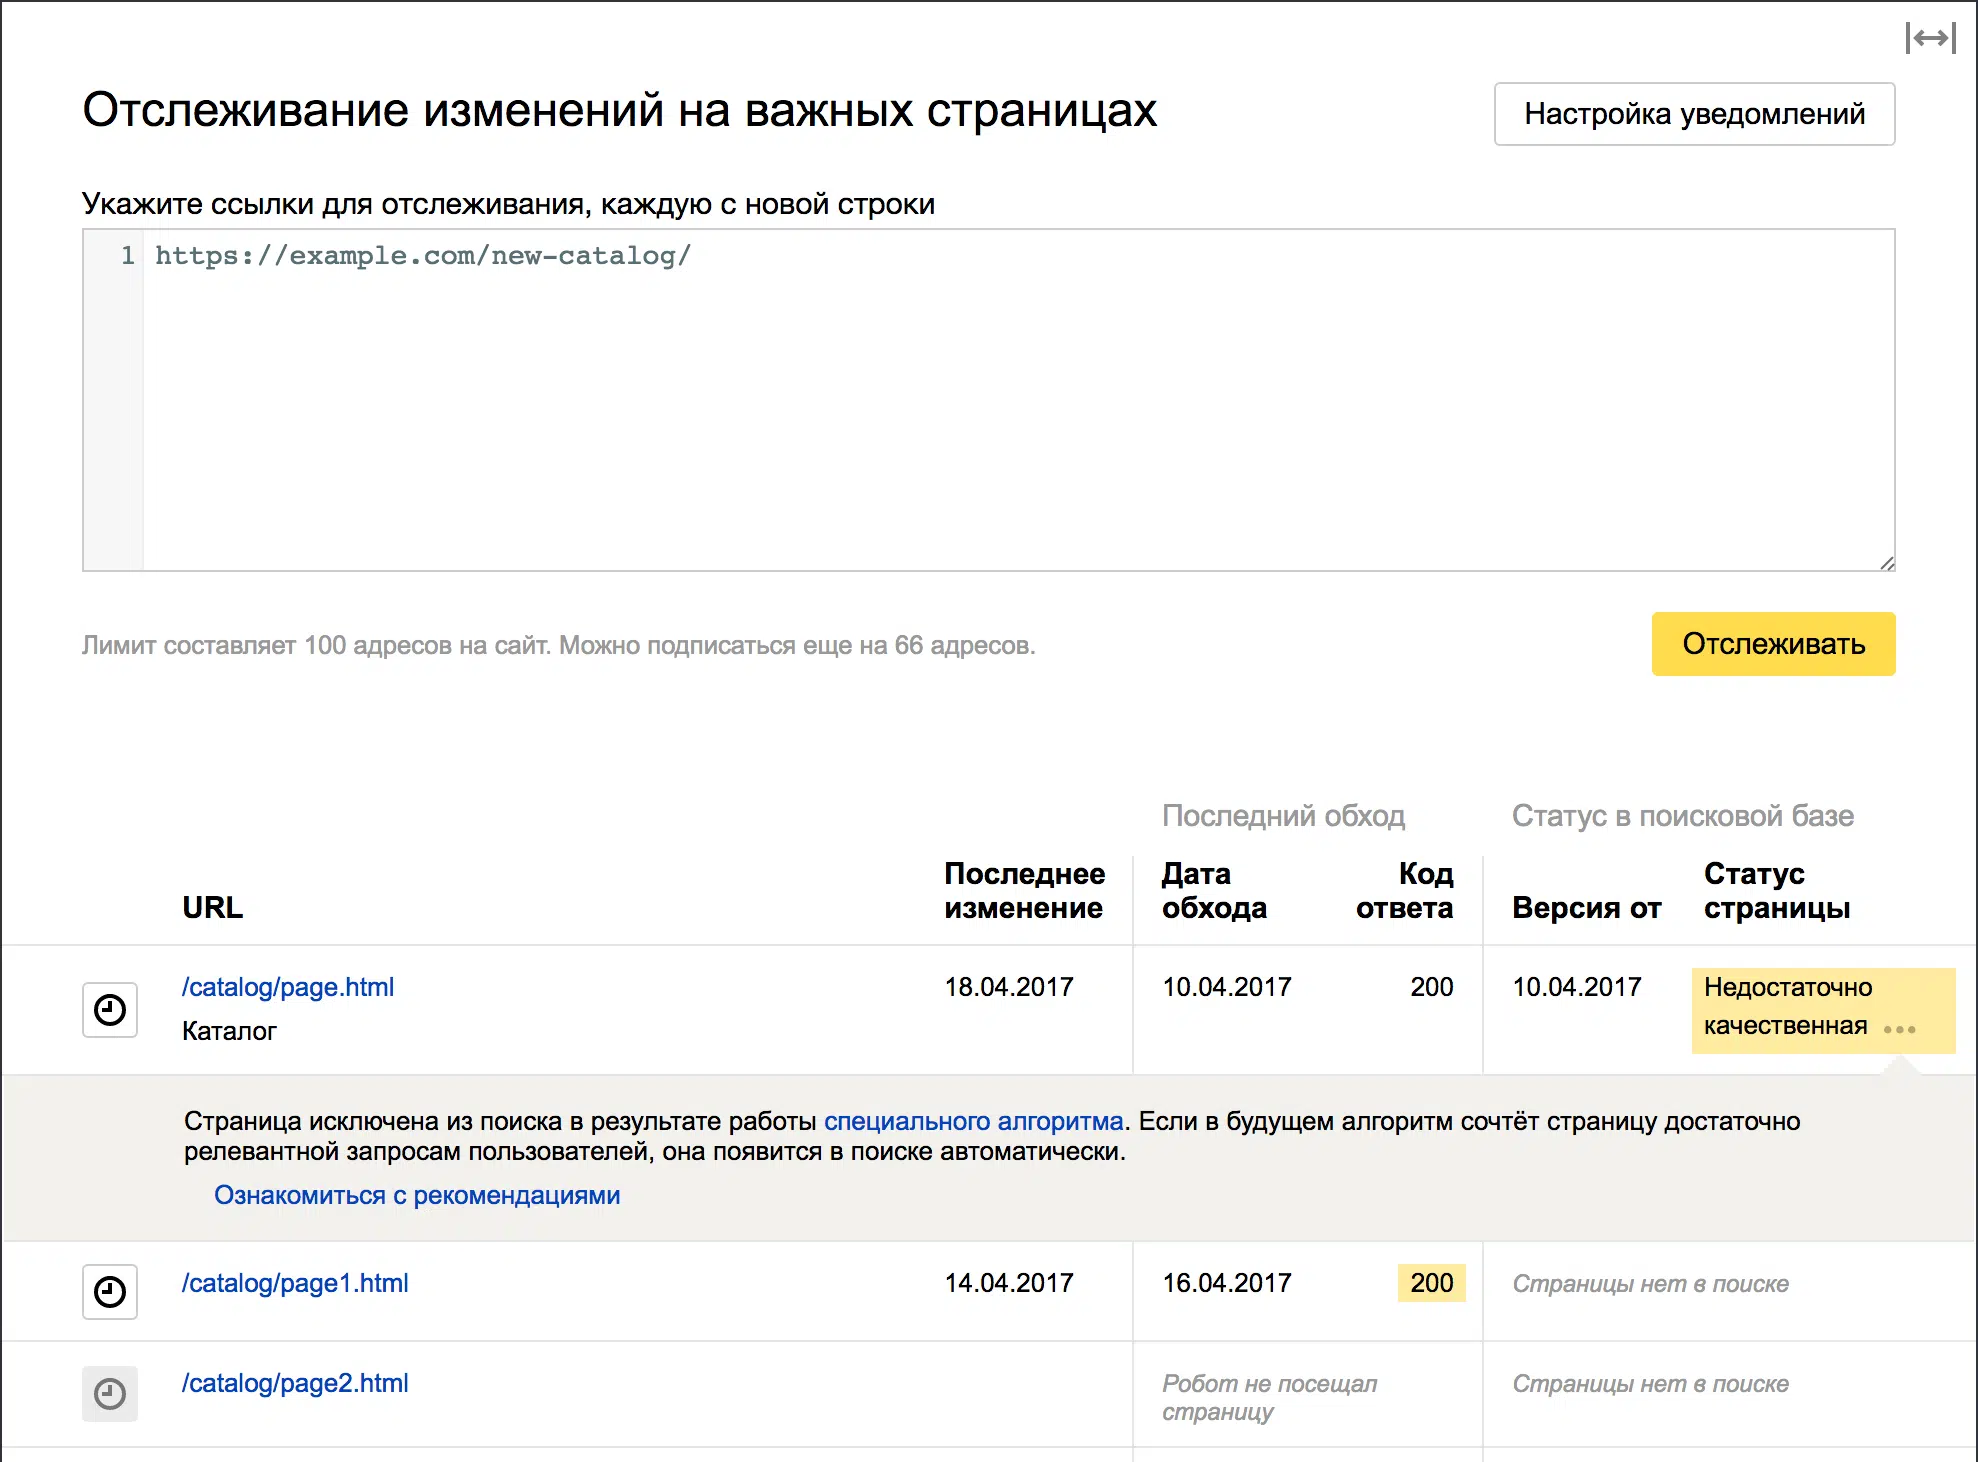 Отслеживание изменений на важных страницах
Настройка уведомлений
Укажите ссылки для отслеживания, каждую с новой строки
1 https://example.com/new-catalog/
Лимит составляет 100 адресов на сайт. Можно подписаться еще на 66 адресов.
Отслеживать
Последний обход
Статус в поисковой базе
URL
Последнее
изменение
Дата
обхода
Код
ответа
Версия от
Статус
страницы
/catalog/page.html
Каталог
18.04.2017
10.04.2017
200
10.04.2017
Недостаточно
качественная ...
Страница исключена из поиска в результате работы специального алгоритма. Если в будущем алгоритм сочтёт страницу достаточно
релевантной запросам пользователей, она появится в поиске автоматически.
Ознакомиться с рекомендациями
/catalog/page1.html
14.04.2017
16.04.2017
200
Страницы нет в поиске
/catalog/page2.html
Робот не посещал
страницу
Страницы нет в поиске